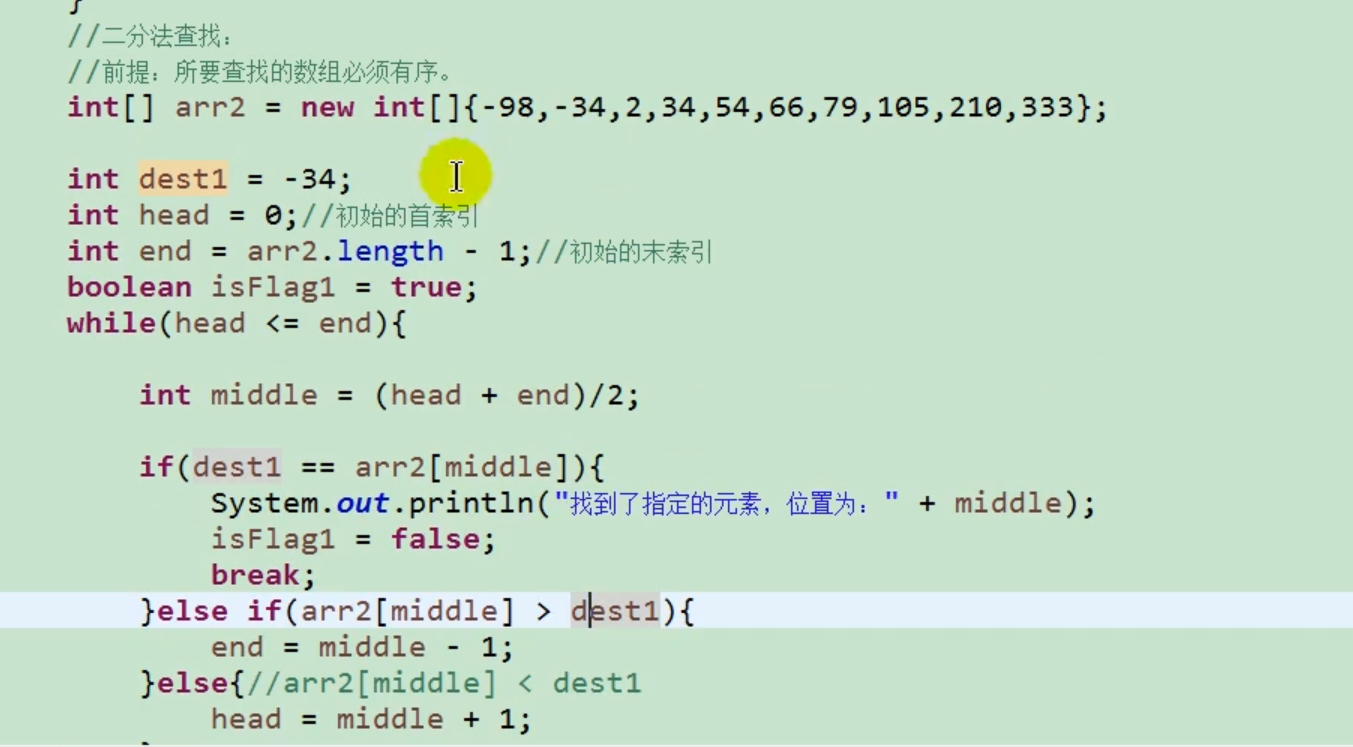 }
//二分法查找：
//前提：所要查找的数组必须有序。
int[] arr2 = new int[]{-98,-34,2,34,54,66,79,105,210,333};
int dest1 = -34;
int head = 0;//初始的首索引
int end = arr2.length - 1;//初始的末索引
boolean isFlag1 = true;
while(head <= end){
int middle = (head + end)/2;
if(dest1 == arr2[middle]){
System.out.println("找到了指定的元素，位置为：" + middle);
isFlag1 = false;
break;
}else if(arr2[middle] > dest1){
end = middle - 1;
}else{//arr2[middle] < dest1
head = middle + 1;